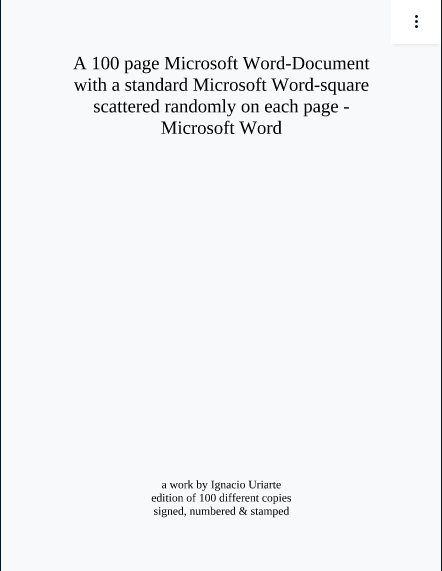 A 100 page Microsoft Word-Document
with a standard Microsoft Word-square
scattered randomly on each page -
Microsoft Word
a work by Ignacio Uriarte
edition of 100 different copies
signed, numbered & stamped